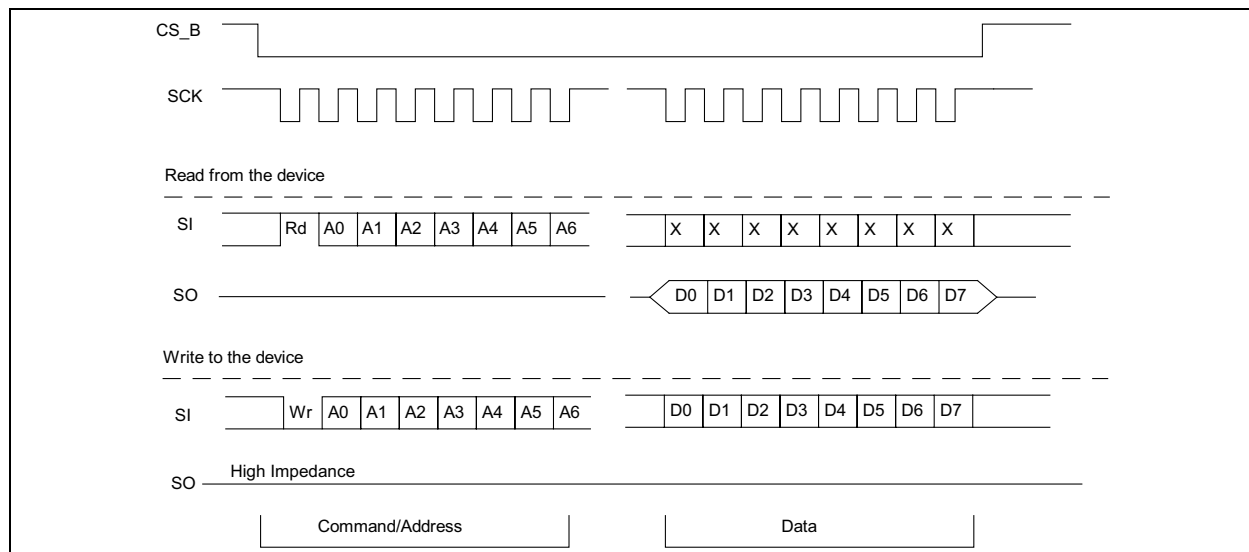 CS_B
SCK
Read from the device
SI Rd A0 A1 A2 A3 A4 A5 A6 X X X X X X X X
SO D0 D1 D2 D3 D4 D5 D6 D7
Write to the device
SI Wr A0 A1 A2 A3 A4 A5 A6 D0 D1 D2 D3 D4 D5 D6 D7
High Impedance
SO
Command/Address Data